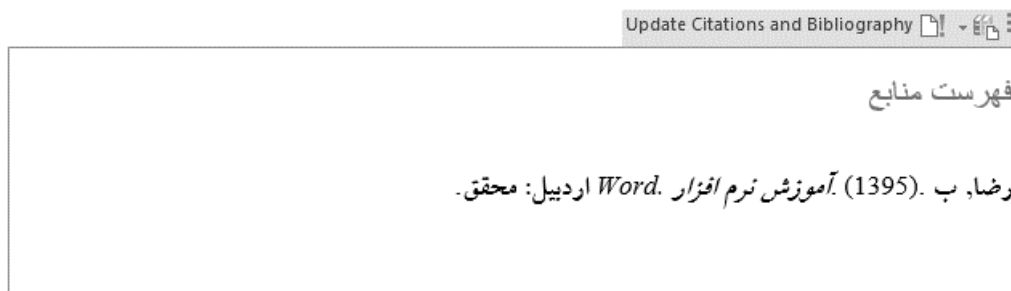 Update Citations and Bibliography
فهرست منابع
رضا, ب .(1395) .آموزش نرم افزار Word. اردبیل: محقق.